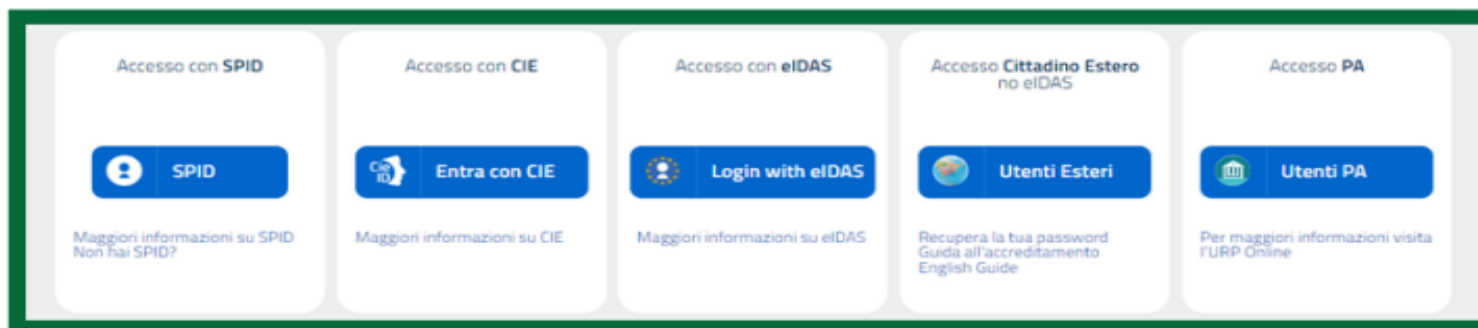 Accesso con SPID
SPID
Maggiori informazioni su SPID
Non hai SPID?
Accesso con CIE
Cie
ID
Entra con CIE
Maggiori informazioni su CIE
Accesso con eIDAS
Login with eIDAS
Maggiori informazioni su eIDAS
Accesso Cittadino Estero
no eIDAS
Utenti Esteri
Recupera la tua password
Guida all'accreditamento
English Guide
Accesso PA
Utenti PA
Per maggiori informazioni visita
l'URP Online